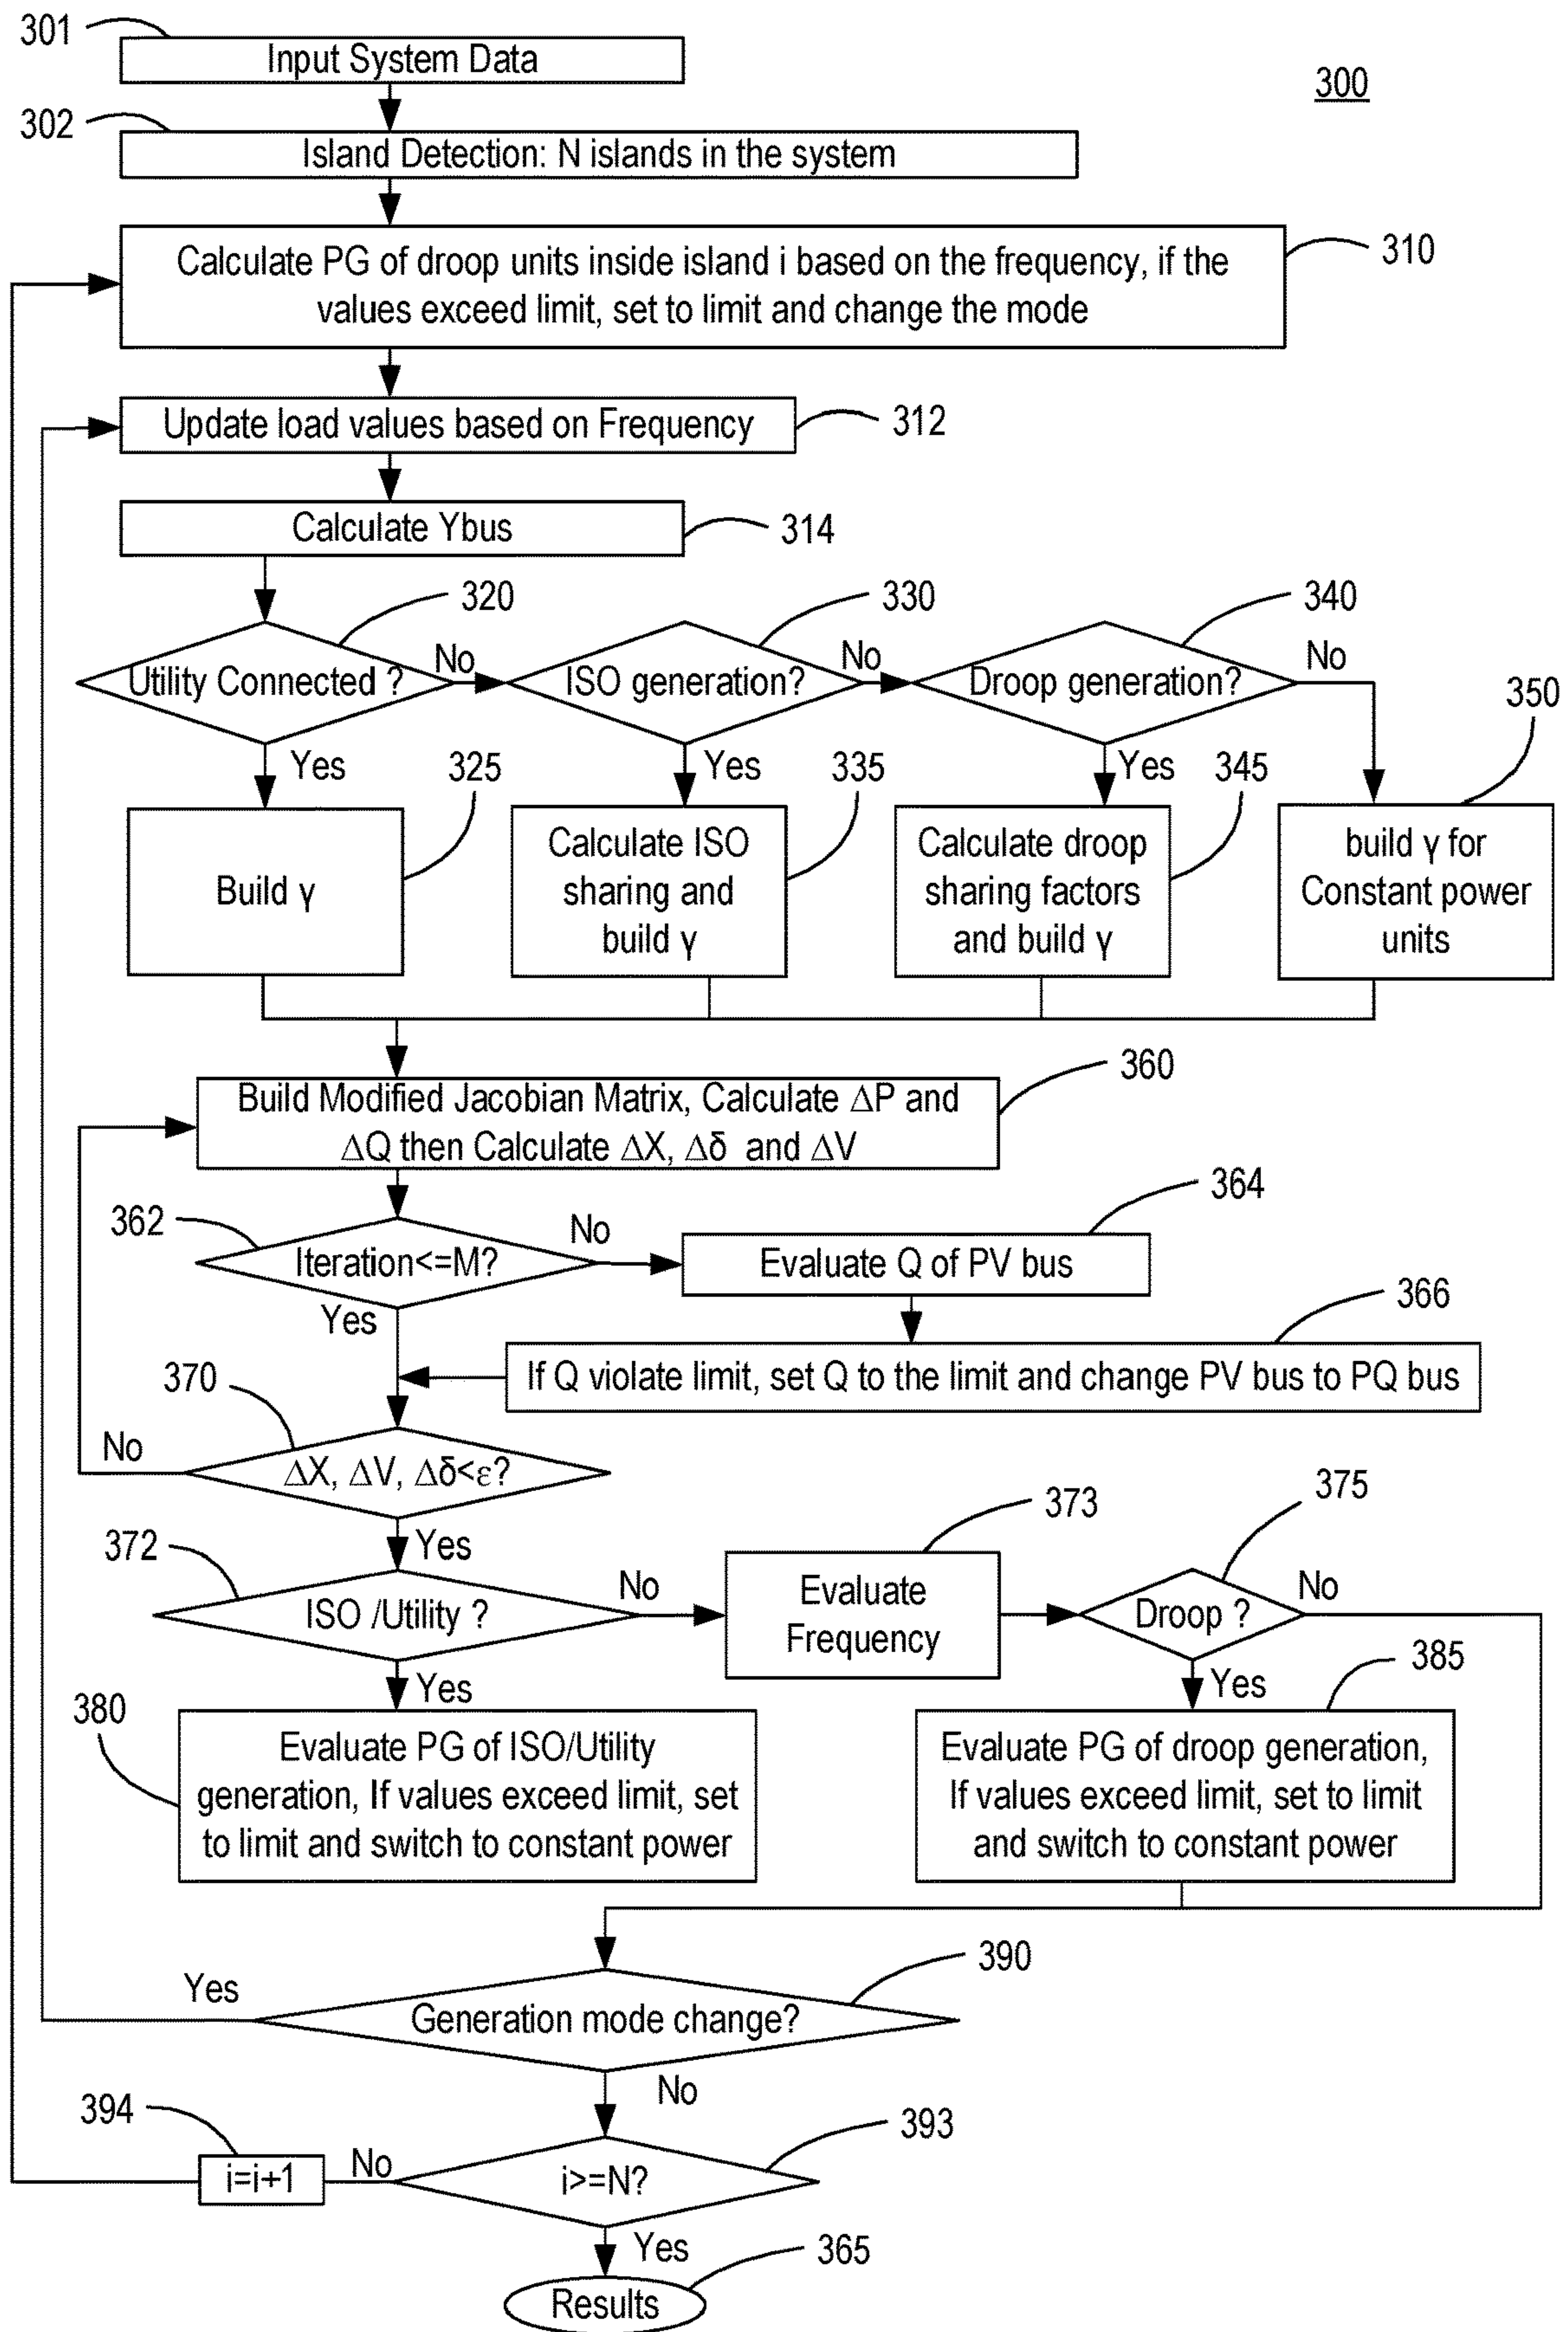 301
Input System Data
300
302
Island Detection: N islands in the system
Calculate PG of droop units inside island i based on the frequency, if the
values exceed limit, set to limit and change the mode
310
Update load values based on Frequency
312
Calculate Ybus
314
320
330
340
Utility Connected ?
No
ISO generation?
No
Droop generation?
No
350
Yes
325
Yes
335
Yes
345
Build γ
Calculate ISO
sharing and
build γ
Calculate droop
sharing factors
and build γ
build γ for
Constant power
units
360
Build Modified Jacobian Matrix, Calculate ΔP and
ΔQ then Calculate ΔX, Δδ and ΔV
364
362
Iteration<=M?
No
Evaluate Q of PV bus
Yes
366
If Q violate limit, set Q to the limit and change PV bus to PQ bus
370
No
ΔX, ΔV, Δδ<ε?
373
375
372
Yes
ISO /Utility ?
No
Evaluate
Frequency
Droop ?
No
Yes
Yes
385
380
Evaluate PG of ISO/Utility
generation, If values exceed limit, set
to limit and switch to constant power
Evaluate PG of droop generation,
If values exceed limit, set to limit
and switch to constant power
390
Yes
Generation mode change?
No
394
393
i=i+1
No
i>=N?
Yes
365
Results